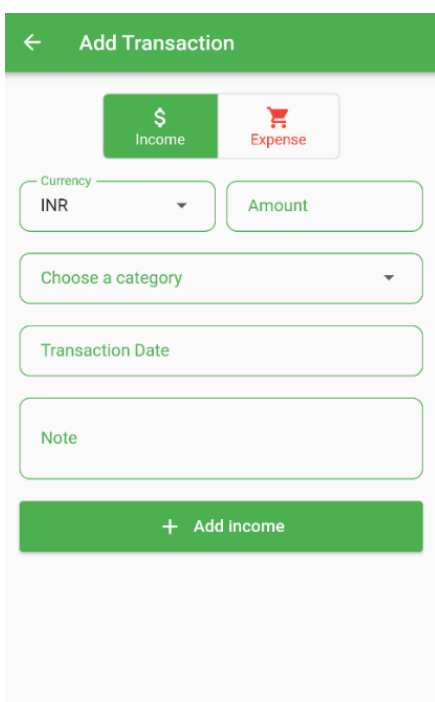 Add Transaction
$
Income
Expense
Currency
INR
Amount
Choose a category
Transaction Date
Note
+ Add income